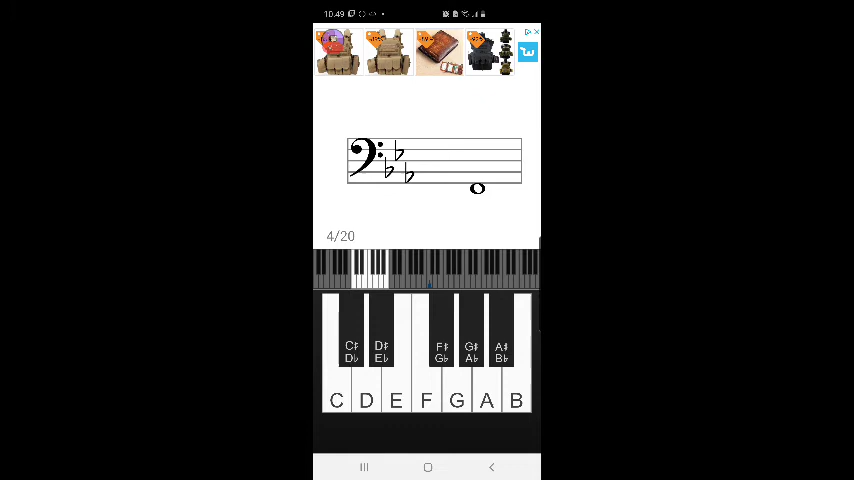 10.49
4/20
C♯ D♯ F♯ G♯ A♯
D♭ E♭ G♭ A♭ B♭
C D E F G A B